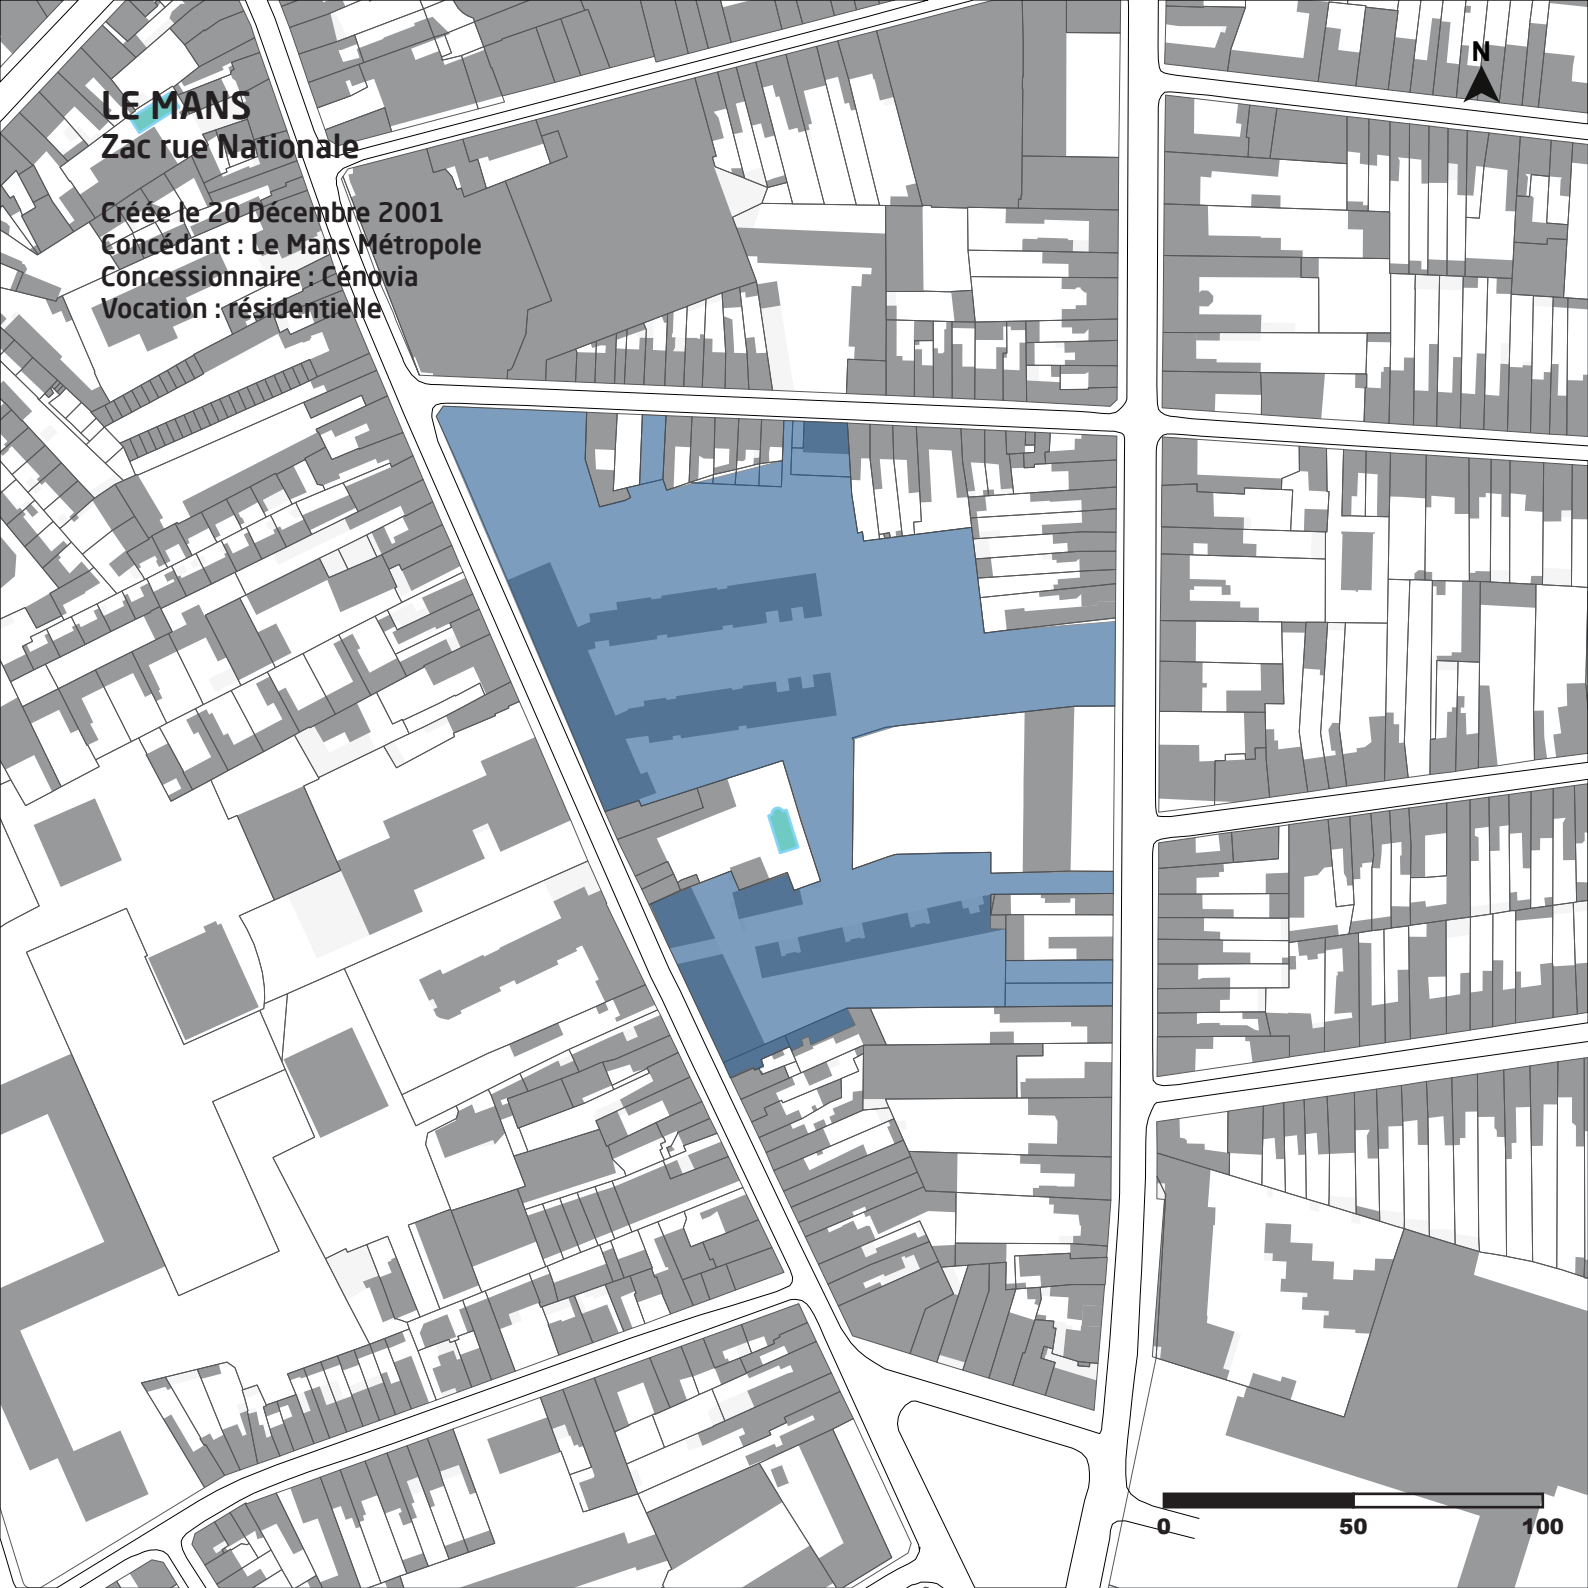 N
LE MANS
Zac rue Nationale
Créée le 20 Décembre 2001
Concédant : Le Mans Métropole
Concessionnaire : Cénovia
Vocation : résidentielle
0 50 100